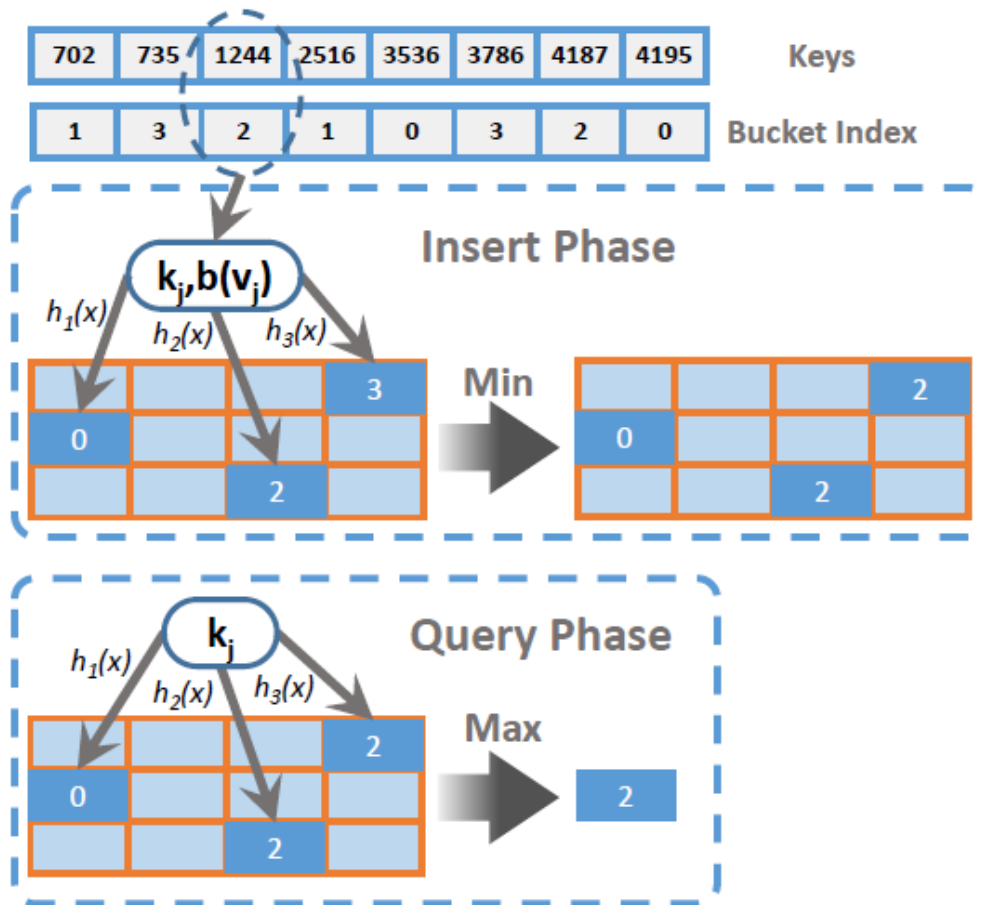 702 735 1244 2516 3536 3786 4187 4195 Keys
1 3 2 1 0 3 2 0 Bucket Index
Insert Phase
kj,b(vj)
h1(x) h2(x) h3(x)
3 Min 2
0 0
2 2
Query Phase
kj
h1(x) h2(x) h3(x)
2 Max
0 2
2